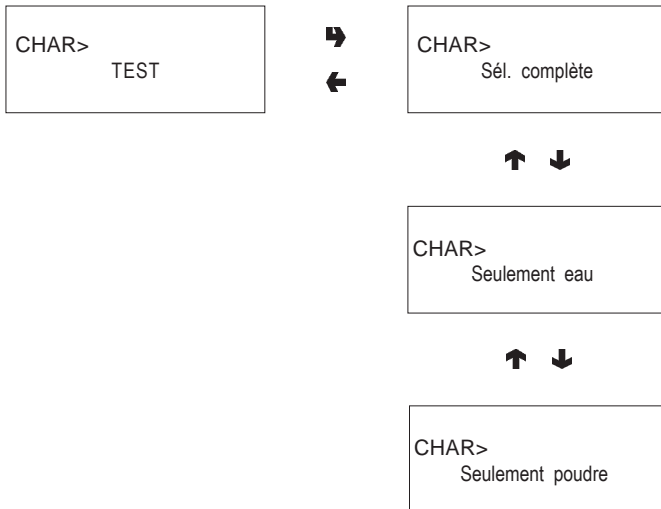 CHAR>
TEST
CHAR>
Sél. complète
CHAR>
Seulement eau
CHAR>
Seulement poudre